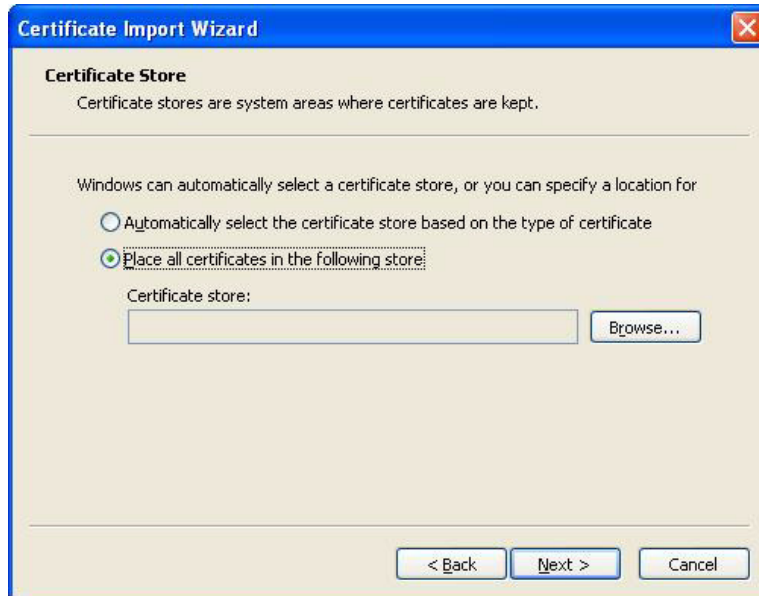 Certificate Import Wizard
Certificate Store
Certificate stores are system areas where certificates are kept.
Windows can automatically select a certificate store, or you can specify a location for
Automatically select the certificate store based on the type of certificate
Place all certificates in the following store
Certificate store:
Browse...
< Back Next > Cancel